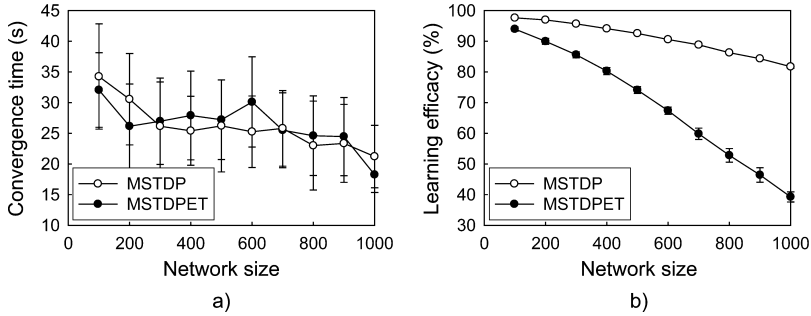 Convergence time (s)
45
40
35
30
25
20
15
10
MSTDP
MSTDPET
0
200
400
600
800
1000
Network size
a)
Learning efficacy (%)
100
90
80
70
60
50
40
30
MSTDP
MSTDPET
0
200
400
600
800
1000
Network size
b)